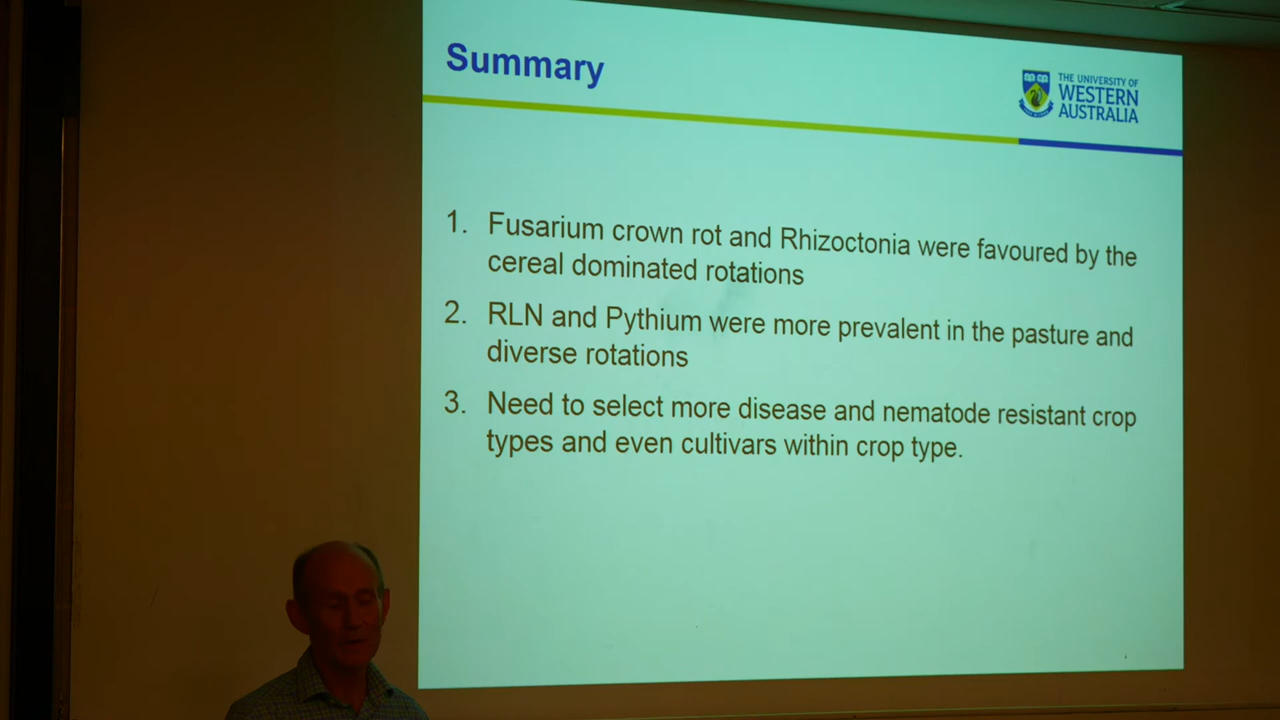 Summary
THE UNIVERSITY OF
WESTERN
AUSTRALIA
1. Fusarium crown rot and Rhizoctonia were favoured by the
cereal dominated rotations
2. RLN and Pythium were more prevalent in the pasture and
diverse rotations
3. Need to select more disease and nematode resistant crop
types and even cultivars within crop type.